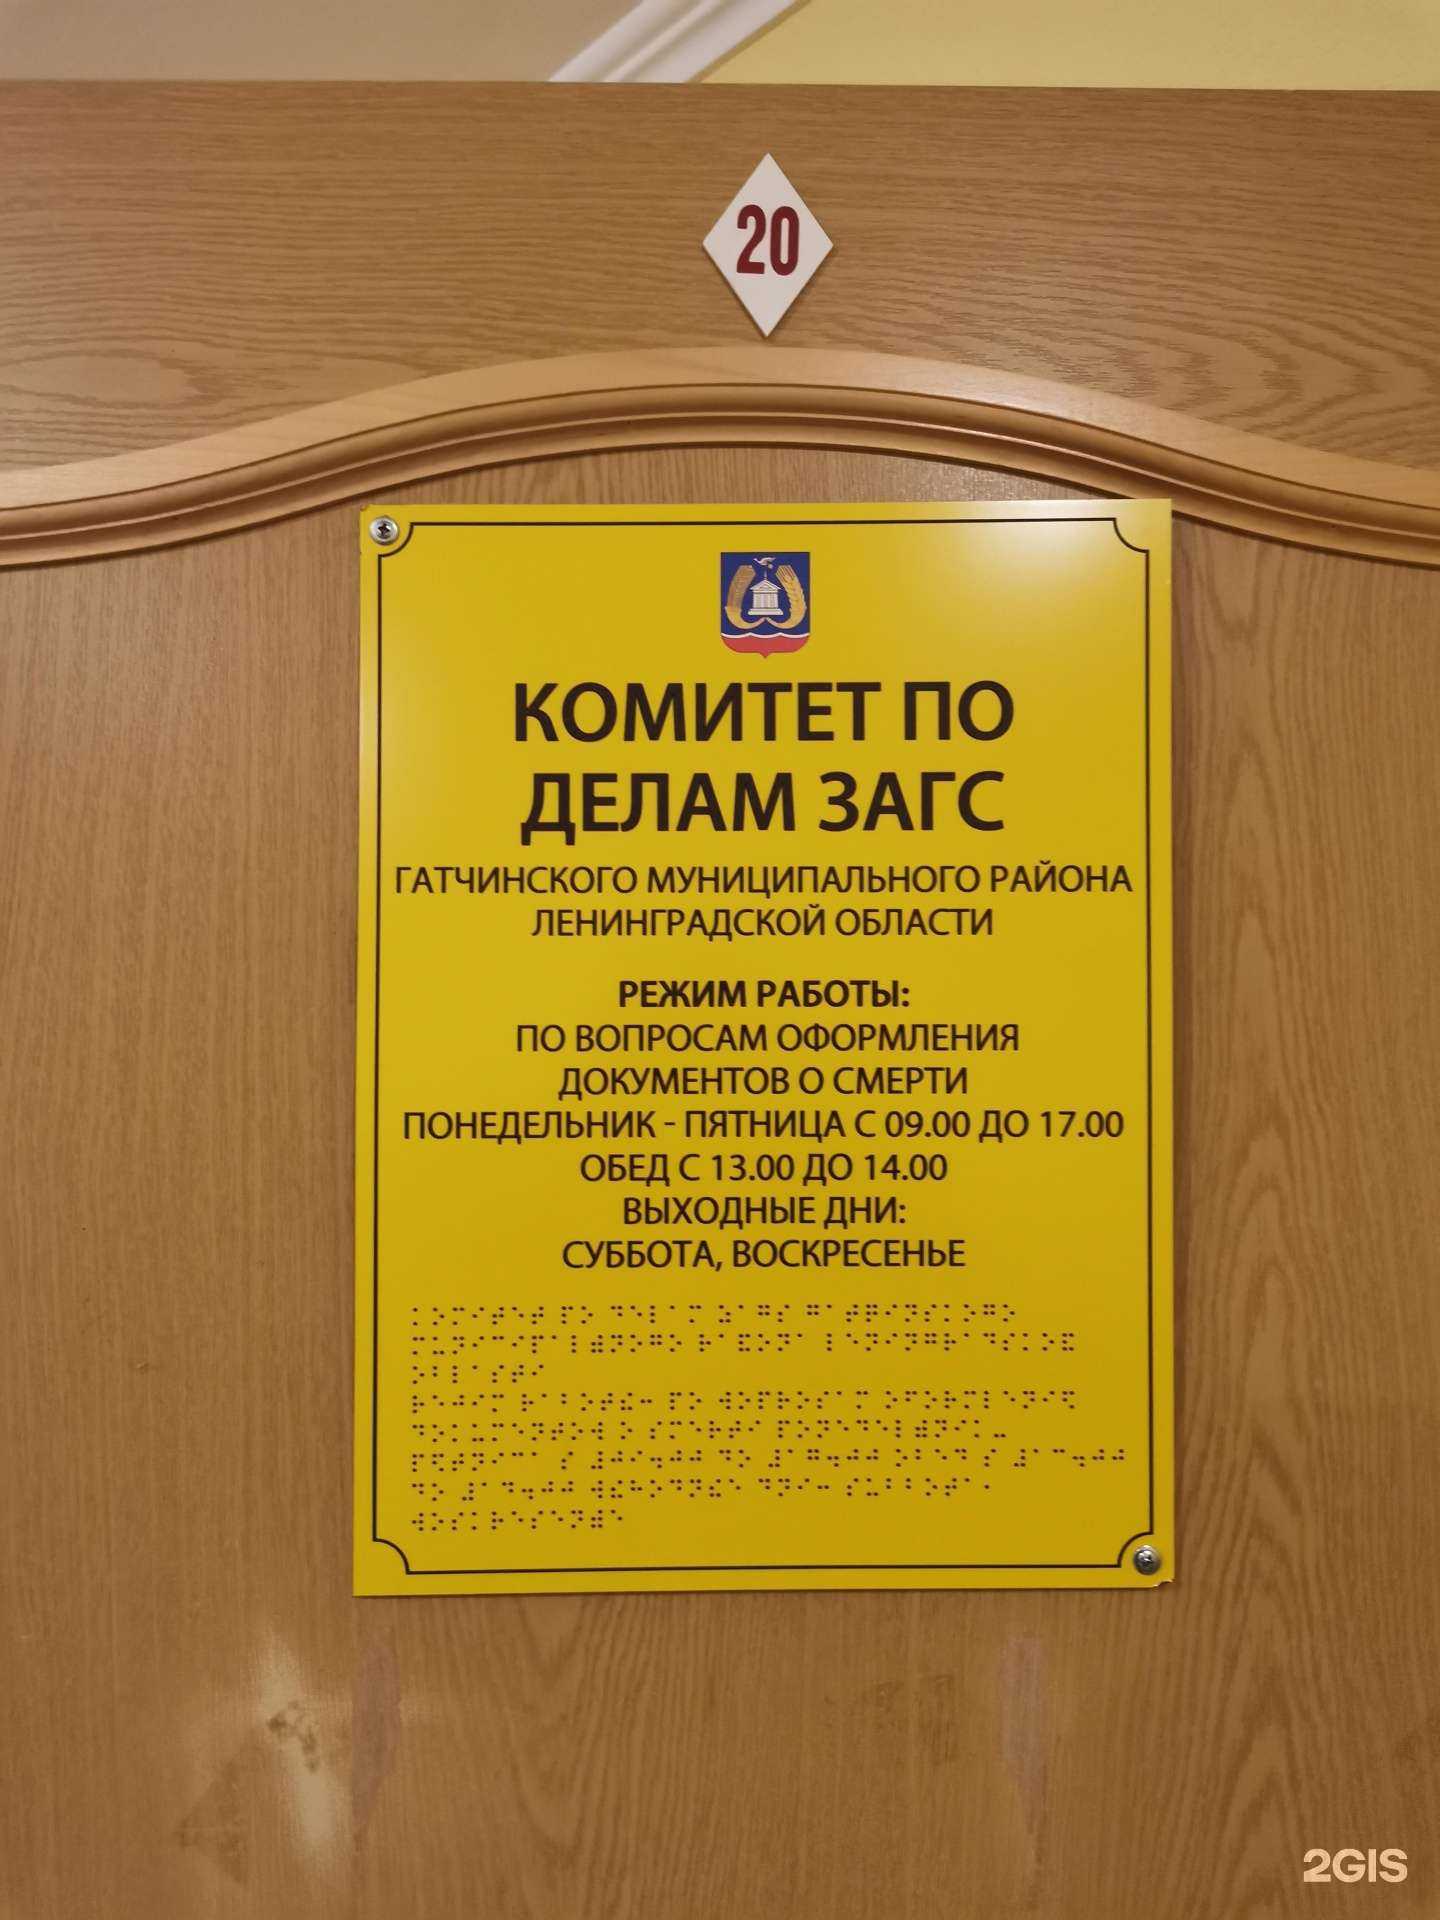 20
КОМИТЕТ ПО
ДЕЛАМ ЗАГС
ГАТЧИНСКОГО МУНИЦИПАЛЬНОГО РАЙОНА
ЛЕНИНГРАДСКОЙ ОБЛАСТИ
РЕЖИМ РАБОТЫ:
ПО ВОПРОСАМ ОФОРМЛЕНИЯ
ДОКУМЕНТОВ О СМЕРТИ
ПОНЕДЕЛЬНИК - ПЯТНИЦА С 09.00 ДО 17.00
ОБЕД С 13.00 ДО 14.00
ВЫХОДНЫЕ ДНИ:
СУББОТА, ВОСКРЕСЕНЬЕ
2GIS